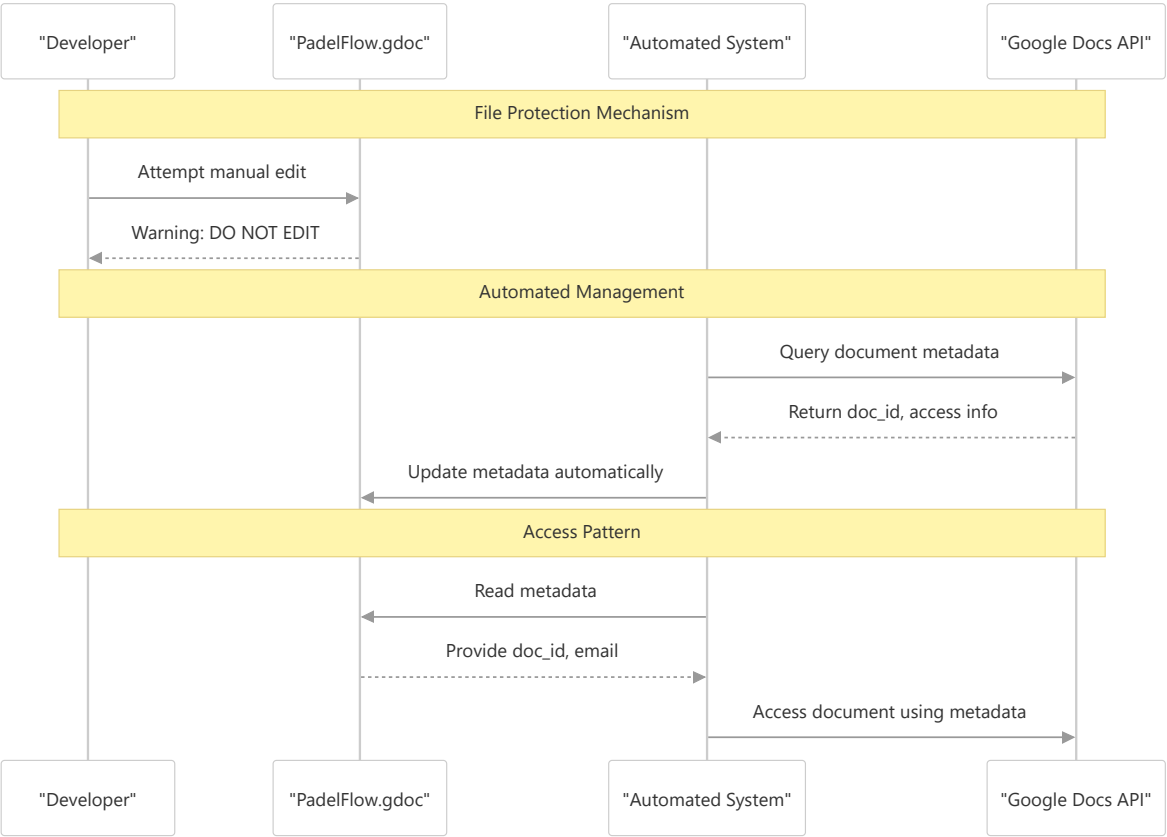 "Developer"
"PadelFlow.gdoc"
"Automated System"
"Google Docs API"
File Protection Mechanism
Attempt manual edit
Warning: DO NOT EDIT
Automated Management
Query document metadata
Return doc_id, access info
Update metadata automatically
Access Pattern
Read metadata
Provide doc_id, email
Access document using metadata
"Developer"
"PadelFlow.gdoc"
"Automated System"
"Google Docs API"